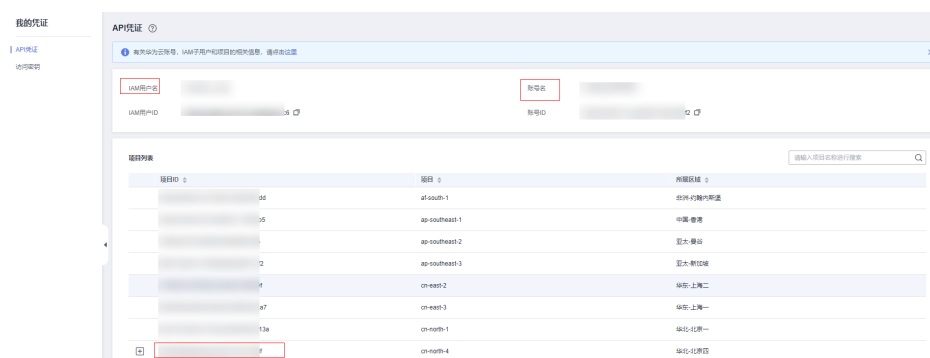 我的凭证
API凭证
访问密钥
API凭证
有关华为云账号、IAM子用户和项目的相关信息，请点击这里
IAM用户名
账号名
IAM用户ID c6
账号ID f2
项目列表
请输入项目名称进行搜索
项目ID 项目 所属区域
dd af-south-1 非洲-约翰内斯堡
b5 ap-southeast-1 中国-香港
ap-southeast-2 亚太-曼谷
f2 ap-southeast-3 亚太-新加坡
f cn-east-2 华东-上海二
a7 cn-east-3 华东-上海一
13a cn-north-1 华北-北京一
f cn-north-4 华北-北京四